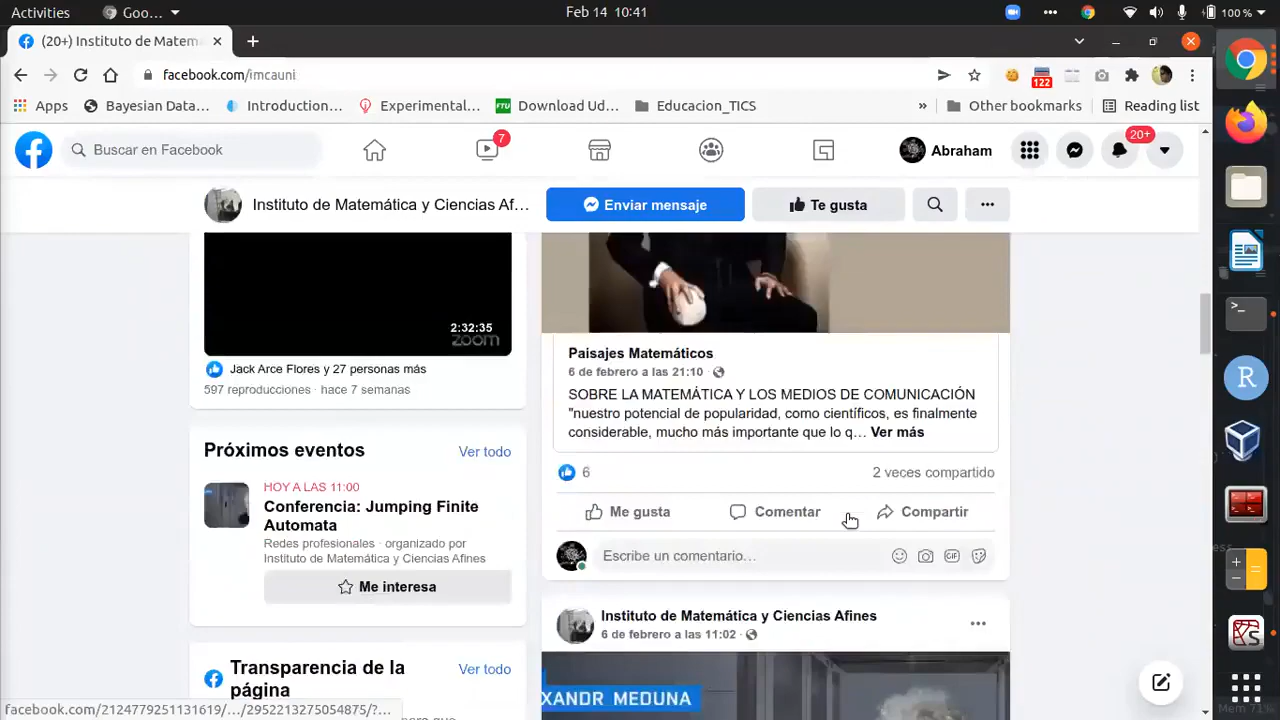 Activities
Goo...
Feb 14 10:41
100 %
(20+) Instituto de Matem
facebook.com/imcauni
122
Apps
Bayesian Data...
Introduction...
Experimental...
FTU
Download Ud...
Educacion_TICS
»
Other bookmarks
Reading list
Buscar en Facebook
7
Abraham
20+
Instituto de Matemática y Ciencias Af...
Enviar mensaje
Te gusta
2:32:35
zoom
Jack Arce Flores y 27 personas más
597 reproducciones · hace 7 semanas
Próximos eventos
Ver todo
HOY A LAS 11:00
Conferencia: Jumping Finite
Automata
Redes profesionales · organizado por
Instituto de Matemática y Ciencias Afines
Me interesa
Transparencia de la
página
Ver todo
facebook.com/2124779251131619/.../2952213275054875/?...
Paisajes Matemáticos
6 de febrero a las 21:10 ·
SOBRE LA MATEMÁTICA Y LOS MEDIOS DE COMUNICACIÓN
"nuestro potencial de popularidad, como científicos, es finalmente
considerable, mucho más importante que lo q... Ver más
6
2 veces compartido
Me gusta
Comentar
Compartir
Escribe un comentario...
GIF
Instituto de Matemática y Ciencias Afines
6 de febrero a las 11:02 ·
XANDR MEDUNA
R
Mem 71%